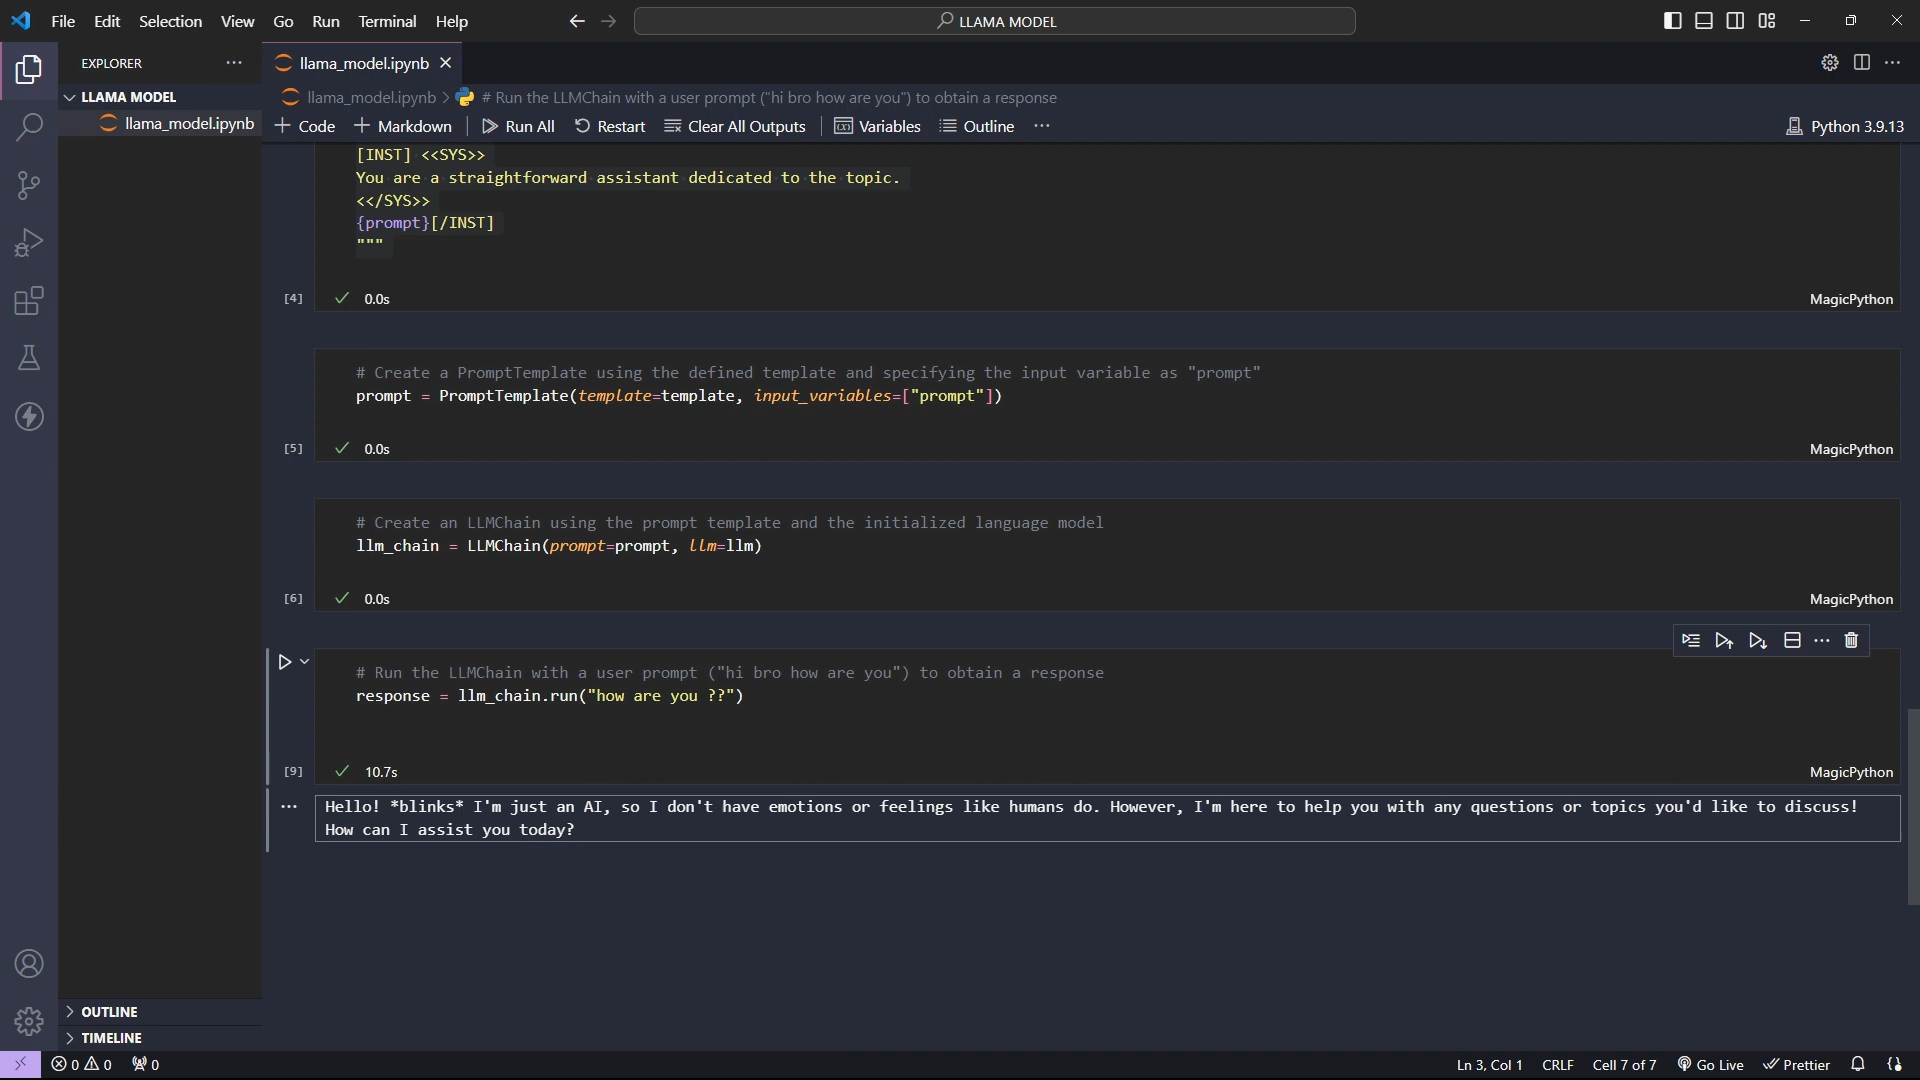 File Edit Selection View Go Run Terminal Help
LLAMA MODEL
EXPLORER
llama_model.ipynb
LLAMA MODEL
llama_model.ipynb > # Run the LLMChain with a user prompt ("hi bro how are you") to obtain a response
llama_model.ipynb
Code Markdown Run All Restart Clear All Outputs Variables Outline
Python 3.9.13
[INST] <<SYS>>
You are a straightforward assistant dedicated to the topic.
<</SYS>>
{prompt}[/INST]
"""
[4] 0.0s MagicPython
# Create a PromptTemplate using the defined template and specifying the input variable as "prompt"
prompt = PromptTemplate(template=template, input_variables=["prompt"])
[5] 0.0s MagicPython
# Create an LLMChain using the prompt template and the initialized language model
llm_chain = LLMChain(prompt=prompt, llm=llm)
[6] 0.0s MagicPython
# Run the LLMChain with a user prompt ("hi bro how are you") to obtain a response
response = llm_chain.run("how are you ??")
[9] 10.7s MagicPython
Hello! *blinks* I'm just an AI, so I don't have emotions or feelings like humans do. However, I'm here to help you with any questions or topics you'd like to discuss!
How can I assist you today?
OUTLINE
TIMELINE
0 0 0
Ln 3, Col 1 CRLF Cell 7 of 7 Go Live Prettier